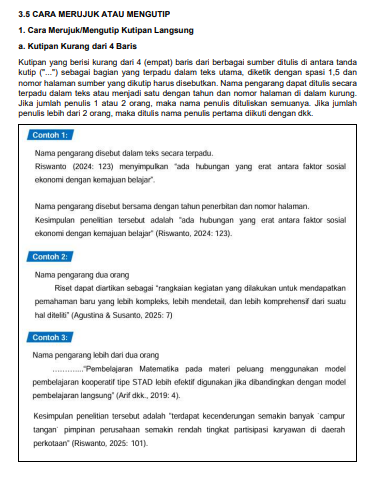 3.5 CARA MERUJUK ATAU MENGUTIP
1. Cara Merujuk/Mengutip Kutipan Langsung
a. Kutipan Kurang dari 4 Baris
Kutipan yang berisi kurang dari 4 (empat) baris dari berbagai sumber ditulis di antara tanda
kutip ("...") sebagai bagian yang terpadu dalam teks utama, diketik dengan spasi 1,5 dan
nomor halaman sumber yang dikutip harus disebutkan. Nama pengarang dapat ditulis secara
terpadu dalam teks atau menjadi satu dengan tahun dan nomor halaman di dalam kurung.
Jika jumlah penulis 1 atau 2 orang, maka nama penulis dituliskan semuanya. Jika jumlah
penulis lebih dari 2 orang, maka ditulis nama penulis pertama diikuti dengan dkk.
Contoh 1:
Nama pengarang disebut dalam teks secara terpadu.
Riswanto (2024: 123) menyimpulkan "ada hubungan yang erat antara faktor sosial
ekonomi dengan kemajuan belajar".
Nama pengarang disebut bersama dengan tahun penerbitan dan nomor halaman.
Kesimpulan penelitian tersebut adalah "ada hubungan yang erat antara faktor sosial
ekonomi dengan kemajuan belajar" (Riswanto, 2024: 123).
Contoh 2:
Nama pengarang dua orang
Riset dapat diartikan sebagai "rangkaian kegiatan yang dilakukan untuk mendapatkan
pemahaman baru yang lebih kompleks, lebih mendetail, dan lebih komprehensif dari suatu
hal diteliti" (Agustina & Susanto, 2025: 7)
Contoh 3:
Nama pengarang lebih dari dua orang
............."Pembelajaran Matematika pada materi peluang menggunakan model
pembelajaran kooperatif tipe STAD lebih efektif digunakan jika dibandingkan dengan model
pembelajaran langsung" (Arif dkk., 2019: 4).
Kesimpulan penelitian tersebut adalah "terdapat kecenderungan semakin banyak `campur
tangan` pimpinan perusahaan semakin rendah tingkat partisipasi karyawan di daerah
perkotaan" (Riswanto, 2025: 101).